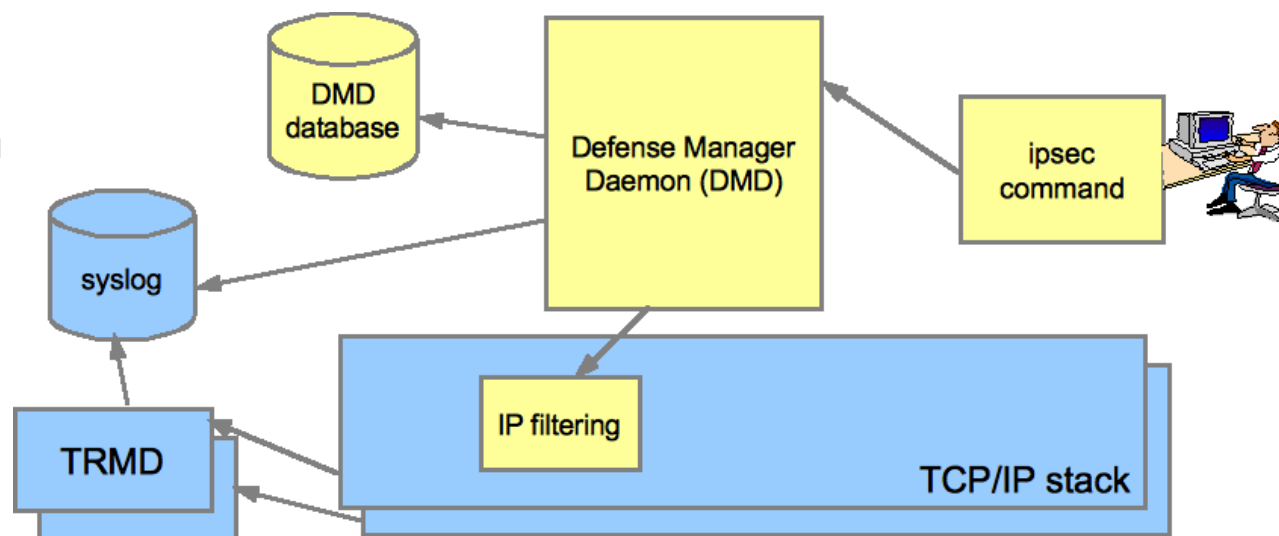 DMD
database
Defense Manager
Daemon (DMD)
ipsec
command
syslog
IP filtering
TRMD
TCP/IP stack